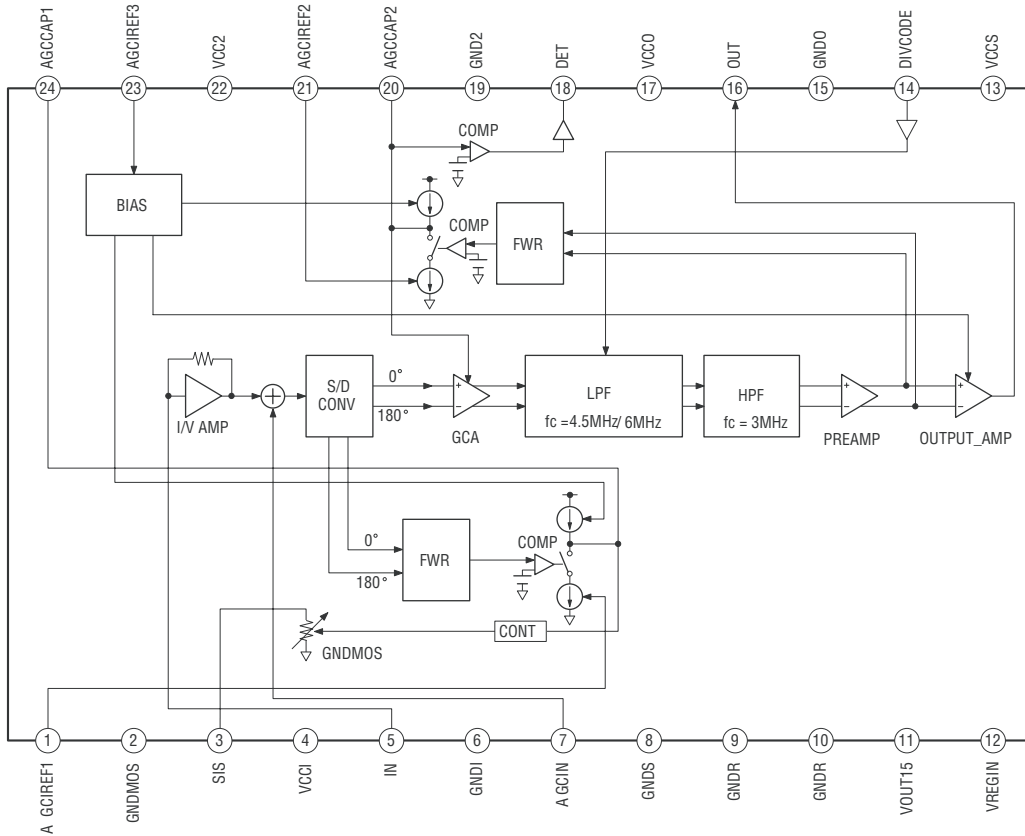 AGCCAP1
AGCIREF3
VCC2
AGCIREF2
AGCCAP2
GND2
DET
VCCO
OUT
GNDO
DIVCODE
VCCS
24
23
22
21
20
19
18
17
16
15
14
13
COMP
BIAS
COMP
FWR
I/V AMP
S/D
CONV
0°
180°
GCA
LPF
fc =4.5MHz/ 6MHz
HPF
fc = 3MHz
PREAMP
OUTPUT_AMP
0°
180°
FWR
COMP
CONT
GNDMOS
1
2
3
4
5
6
7
8
9
10
11
12
A GCIREF1
GNDMOS
SIS
VCCI
IN
GNDI
A GCIN
GNDS
GNDR
GNDR
VOUT15
VREGIN